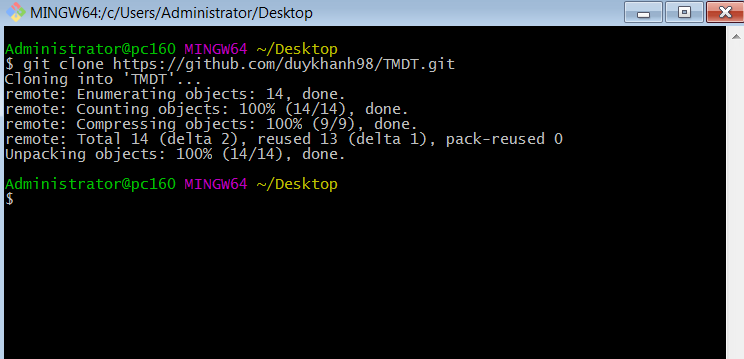 MINGW64:/c/Users/Administrator/Desktop
Administrator@pc160 MINGW64 ~/Desktop
$ git clone https://github.com/duykhanh98/TMDT.git
Cloning into 'TMDT'...
remote: Enumerating objects: 14, done.
remote: Counting objects: 100% (14/14), done.
remote: Compressing objects: 100% (9/9), done.
remote: Total 14 (delta 2), reused 13 (delta 1), pack-reused 0
Unpacking objects: 100% (14/14), done.
Administrator@pc160 MINGW64 ~/Desktop
$